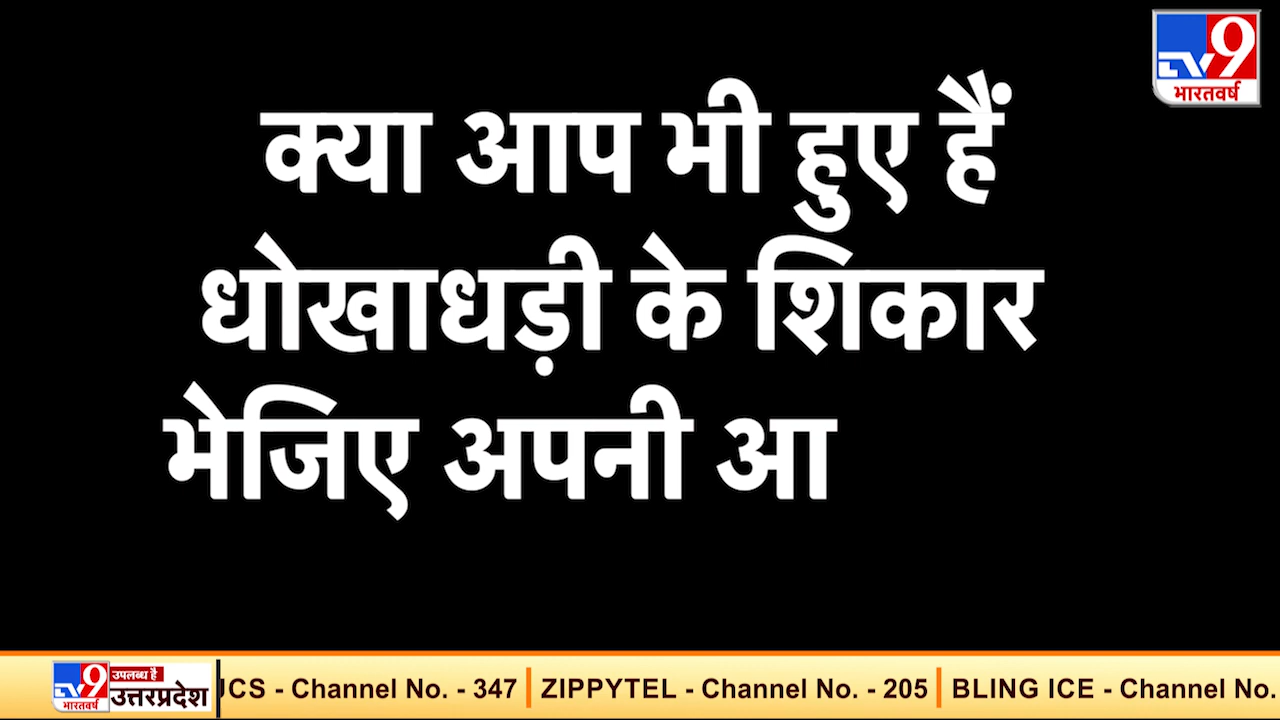 TV9
भारतवर्ष
क्या आप भी हुए हैं
धोखाधड़ी के शिकार
भेजिए अपनी आ
TV9
भारतवर्ष
उपलब्ध है
उत्तरप्रदेश
JCS - Channel No. - 347 | ZIPPYTEL - Channel No. - 205 | BLING ICE - Channel No.